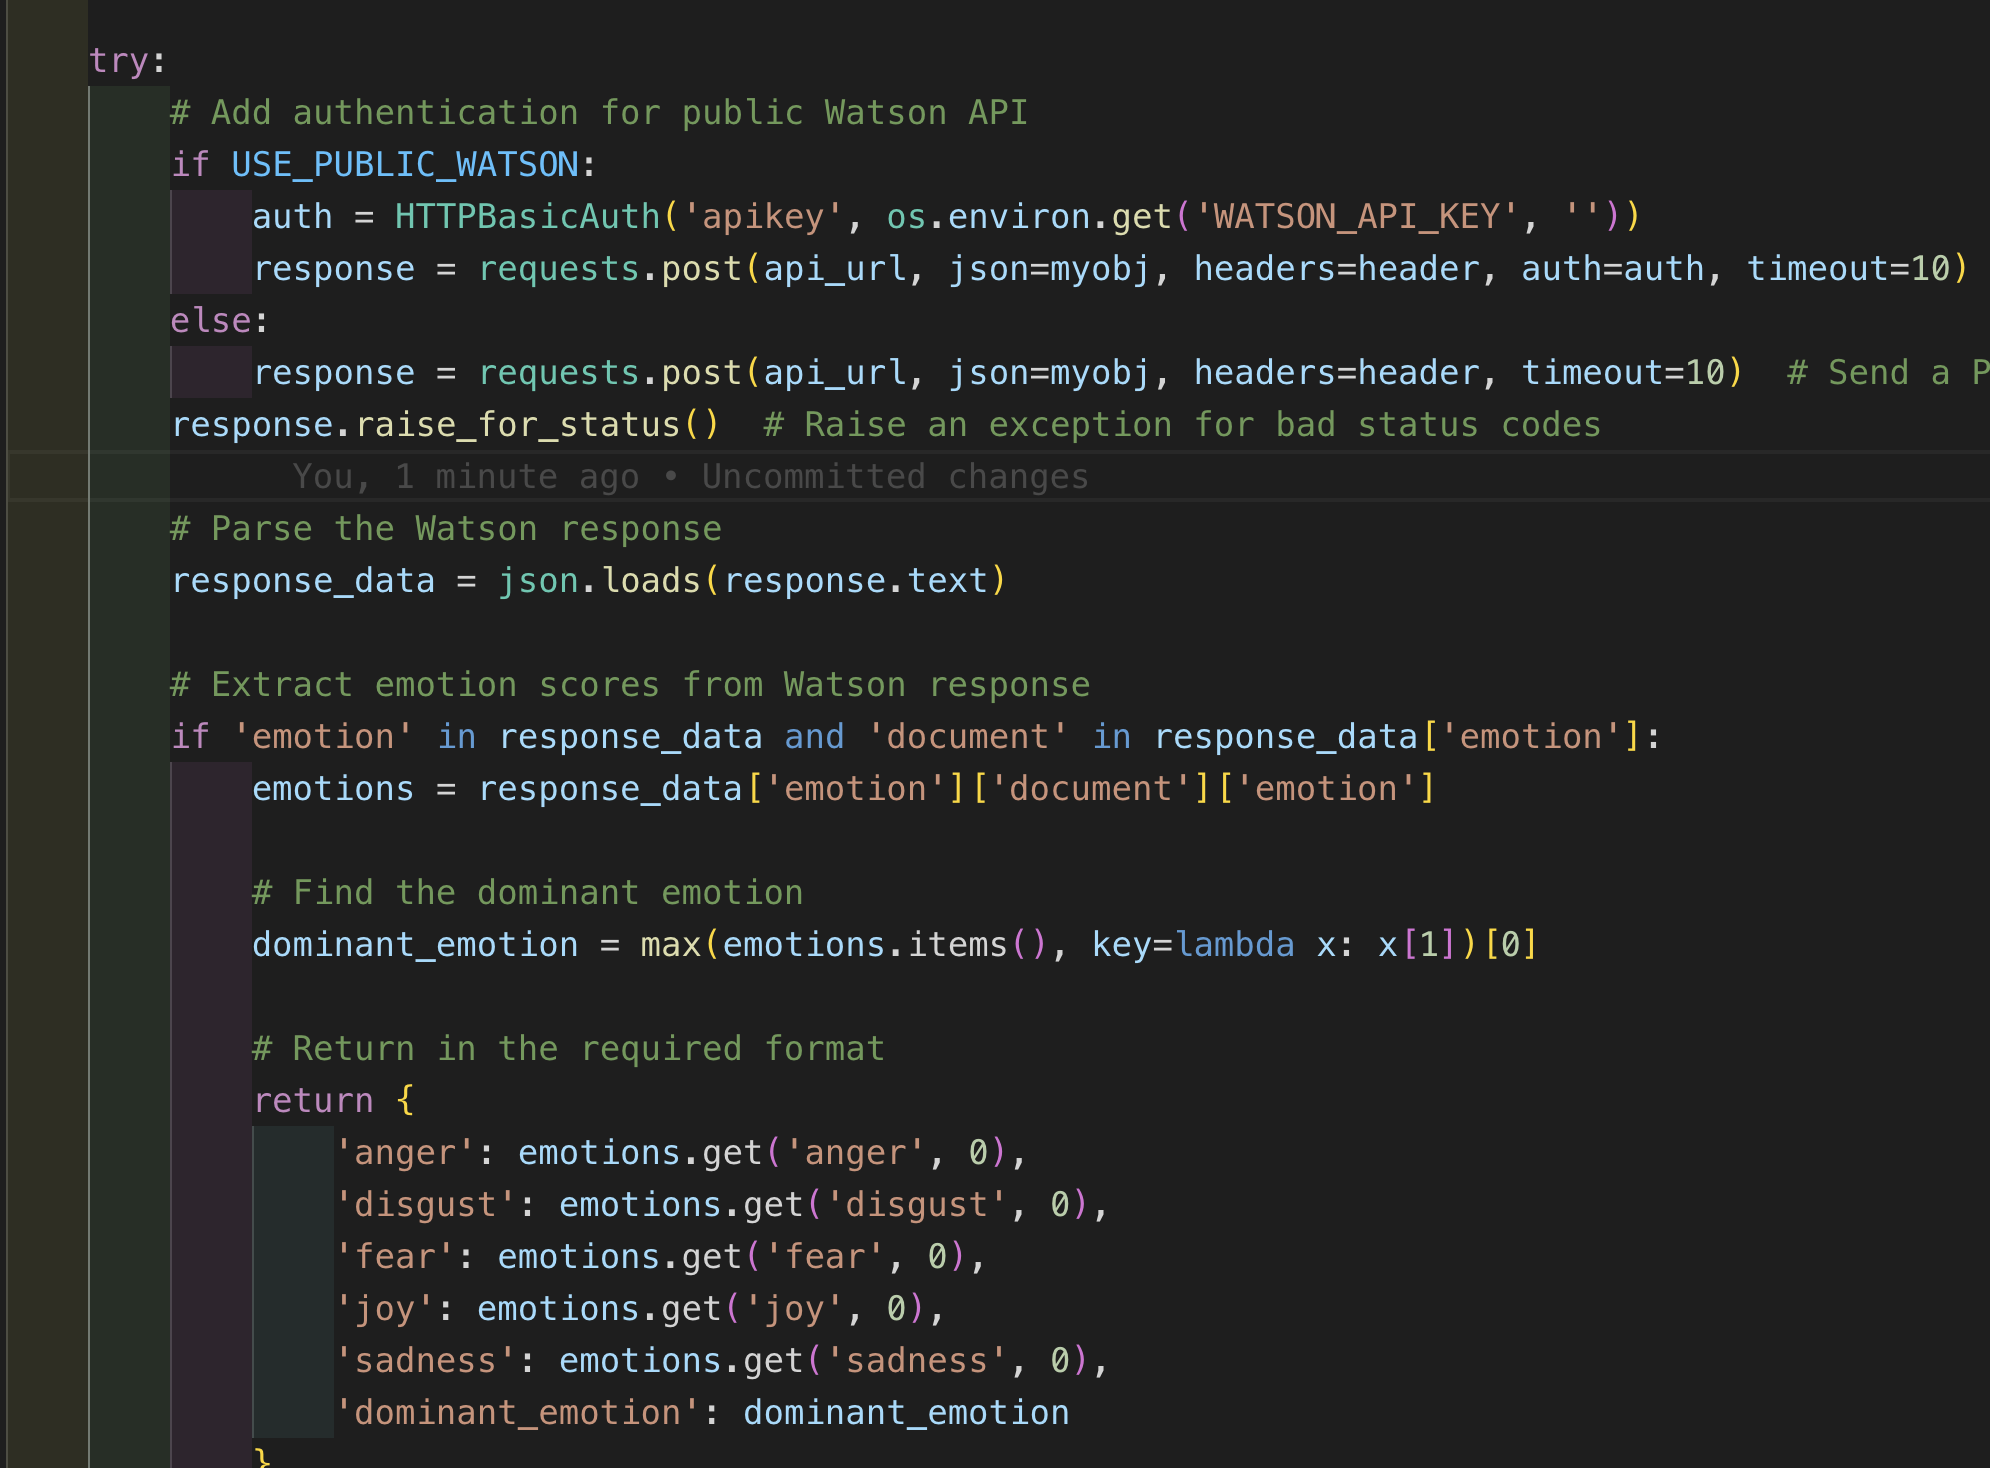 try:
# Add authentication for public Watson API
if USE_PUBLIC_WATSON:
auth = HTTPBasicAuth('apikey', os.environ.get('WATSON_API_KEY', ''))
response = requests.post(api_url, json=myobj, headers=header, auth=auth, timeout=10)
else:
response = requests.post(api_url, json=myobj, headers=header, timeout=10)  # Send a P
response.raise_for_status()  # Raise an exception for bad status codes
You, 1 minute ago • Uncommitted changes
# Parse the Watson response
response_data = json.loads(response.text)
# Extract emotion scores from Watson response
if 'emotion' in response_data and 'document' in response_data['emotion']:
emotions = response_data['emotion']['document']['emotion']
# Find the dominant emotion
dominant_emotion = max(emotions.items(), key=lambda x: x[1])[0]
# Return in the required format
return {
'anger': emotions.get('anger', 0),
'disgust': emotions.get('disgust', 0),
'fear': emotions.get('fear', 0),
'joy': emotions.get('joy', 0),
'sadness': emotions.get('sadness', 0),
'dominant_emotion': dominant_emotion
}